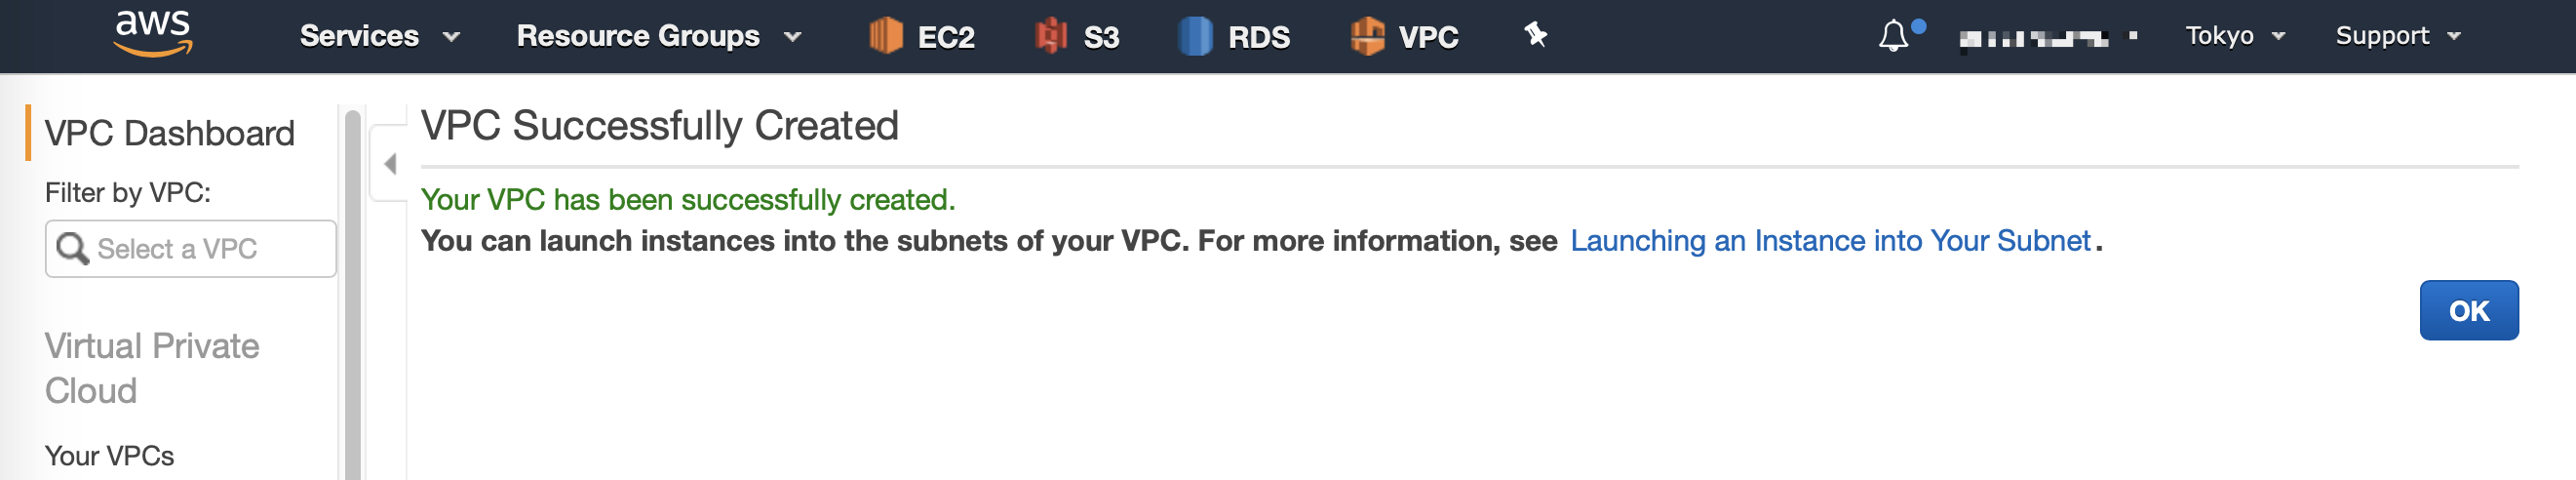 aws Services Resource Groups EC2 S3 RDS VPC Tokyo Support
VPC Dashboard
Filter by VPC:
Select a VPC
Virtual Private
Cloud
Your VPCs
VPC Successfully Created
Your VPC has been successfully created.
You can launch instances into the subnets of your VPC. For more information, see Launching an Instance into Your Subnet.
OK